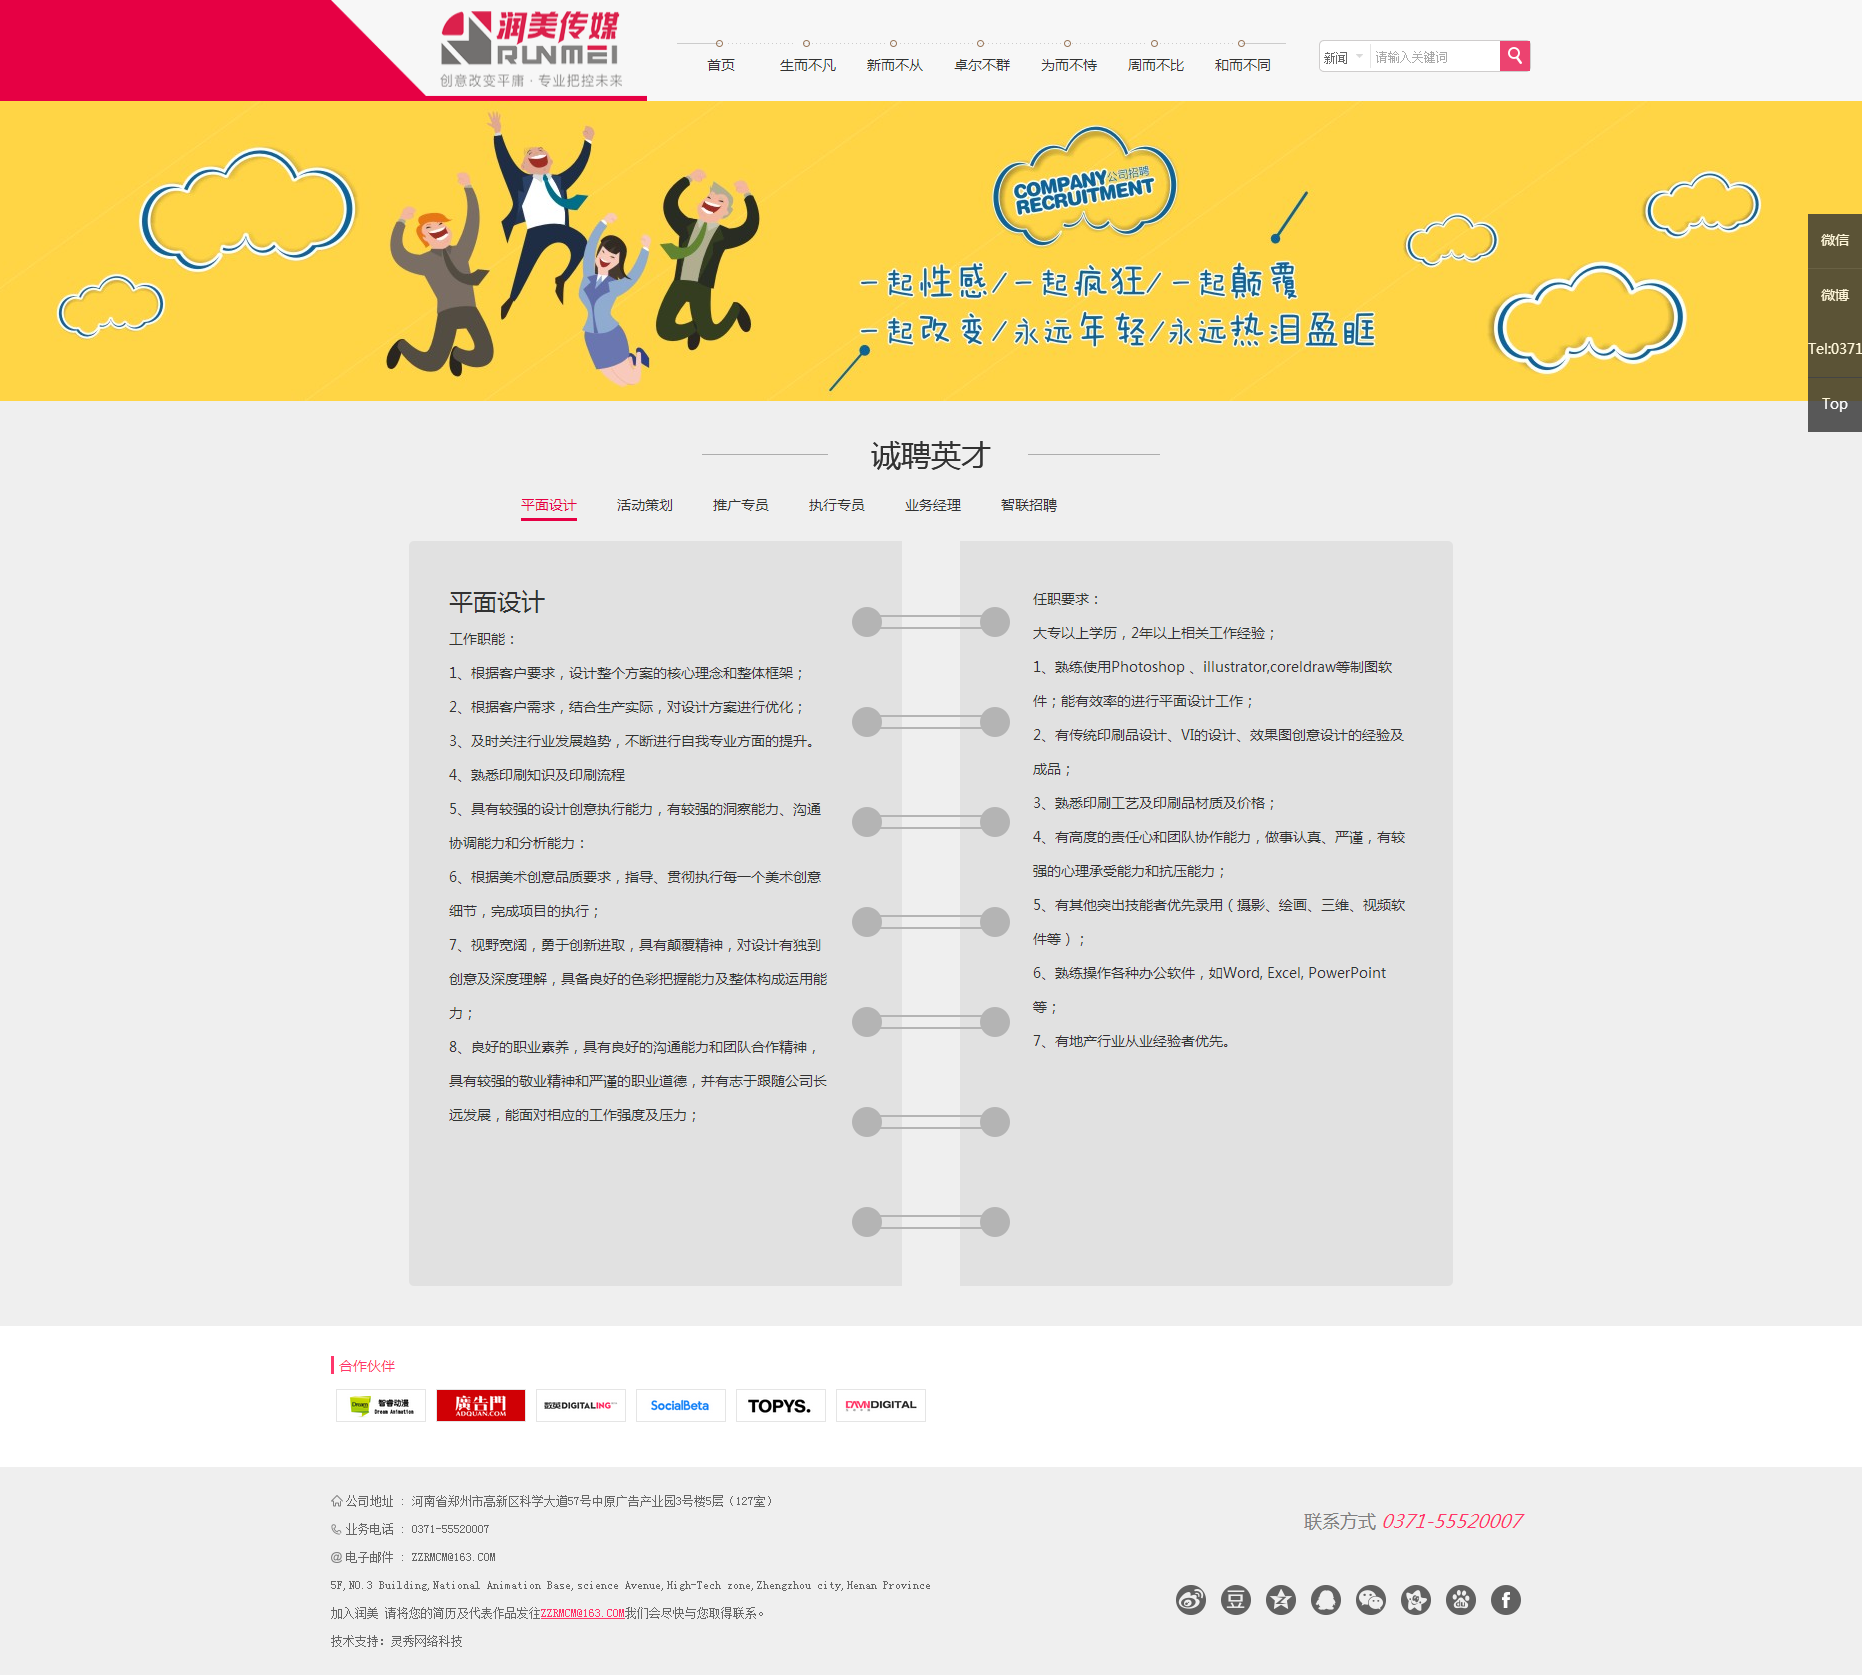 润美传媒
RUNMEI
创意改变平庸·专业把控未来
首页 生而不凡 新而不从 卓尔不群 为而不恃 周而不比 和而不同
新闻 请输入关键词
COMPANY公司招聘
RECRUITMENT
一起性感/一起疯狂/一起颠覆
一起改变/永远年轻/永远热泪盈眶
微信
微博
Tel:0371
Top
诚聘英才
平面设计 活动策划 推广专员 执行专员 业务经理 智联招聘
平面设计
工作职能：
1、根据客户要求，设计整个方案的核心理念和整体框架；
2、根据客户需求，结合生产实际，对设计方案进行优化；
3、及时关注行业发展趋势，不断进行自我专业方面的提升。
4、熟悉印刷知识及印刷流程
5、具有较强的设计创意执行能力，有较强的洞察能力、沟通
协调能力和分析能力：
6、根据美术创意品质要求，指导、贯彻执行每一个美术创意
细节，完成项目的执行；
7、视野宽阔，勇于创新进取，具有颠覆精神，对设计有独到
创意及深度理解，具备良好的色彩把握能力及整体构成运用能
力；
8、良好的职业素养，具有良好的沟通能力和团队合作精神，
具有较强的敬业精神和严谨的职业道德，并有志于跟随公司长
远发展，能面对相应的工作强度及压力；
任职要求：
大专以上学历，2年以上相关工作经验；
1、熟练使用Photoshop 、illustrator,coreldraw等制图软
件；能有效率的进行平面设计工作；
2、有传统印刷品设计、VI的设计、效果图创意设计的经验及
成品；
3、熟悉印刷工艺及印刷品材质及价格；
4、有高度的责任心和团队协作能力，做事认真、严谨，有较
强的心理承受能力和抗压能力；
5、有其他突出技能者优先录用（摄影、绘画、三维、视频软
件等）；
6、熟练操作各种办公软件，如Word, Excel, PowerPoint
等；
7、有地产行业从业经验者优先。
合作伙伴
Dream 智睿动漫 Dream Animation
廣告門 ADQUAN.COM
数英DIGITALING
SocialBeta
TOPYS.
DAWNDIGITAL
公司地址 : 河南省郑州市高新区科学大道57号中原广告产业园3号楼5层（127室）
业务电话 : 0371-55520007
电子邮件 : ZZRMCM@163.COM
5F,NO.3 Building,National Animation Base,science Avenue,High-Tech zone,Zhengzhou city,Henan Province
加入润美 请将您的简历及代表作品发往ZZRMCM@163.COM我们会尽快与您取得联系。
技术支持：灵秀网络科技
联系方式 0371-55520007